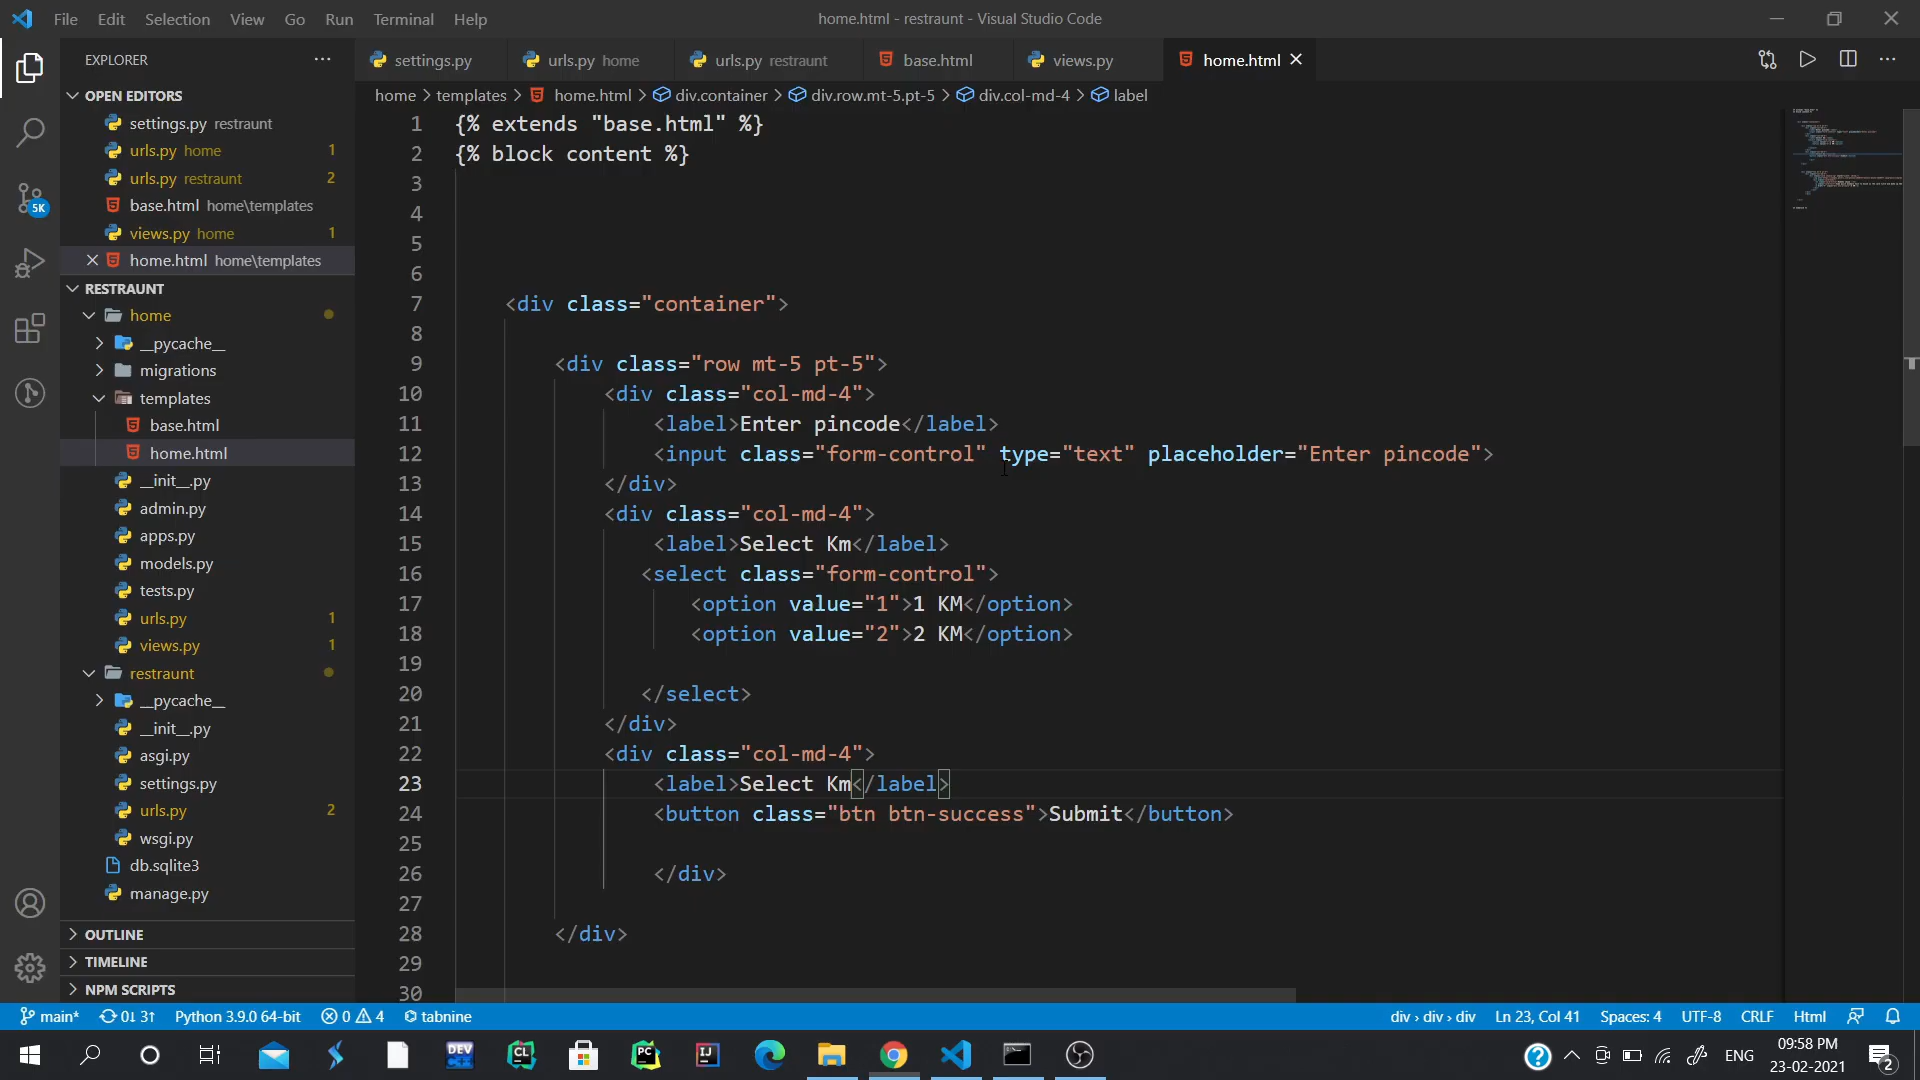 File Edit Selection View Go Run Terminal Help
home.html - restraunt - Visual Studio Code
EXPLORER
settings.py
urls.py home
urls.py restraunt
base.html
views.py
home.html
home > templates > home.html > div.container > div.row.mt-5.pt-5 > div.col-md-4 > label
OPEN EDITORS
settings.py restraunt
urls.py home 1
urls.py restraunt 2
base.html home\templates
views.py home 1
home.html home\templates
RESTRAUNT
home
__pycache__
migrations
templates
base.html
home.html
__init__.py
admin.py
apps.py
models.py
tests.py
urls.py 1
views.py 1
restraunt
__pycache__
__init__.py
asgi.py
settings.py
urls.py 2
wsgi.py
db.sqlite3
manage.py
OUTLINE
TIMELINE
NPM SCRIPTS
5K
1 {% extends "base.html" %}
2 {% block content %}
3
4
5
6
7 <div class="container">
8
9 <div class="row mt-5 pt-5">
10 <div class="col-md-4">
11 <label>Enter pincode</label>
12 <input class="form-control" type="text" placeholder="Enter pincode">
13 </div>
14 <div class="col-md-4">
15 <label>Select Km</label>
16 <select class="form-control">
17 <option value="1">1 KM</option>
18 <option value="2">2 KM</option>
19
20 </select>
21 </div>
22 <div class="col-md-4">
23 <label>Select Km</label>
24 <button class="btn btn-success">Submit</button>
25
26 </div>
27
28 </div>
29
30
main* 0↓ 3↑ Python 3.9.0 64-bit 0 4 tabnine
div › div › div Ln 23, Col 41 Spaces: 4 UTF-8 CRLF Html
DEV C++
CL
PC
IJ
ENG
09:58 PM
23-02-2021
2